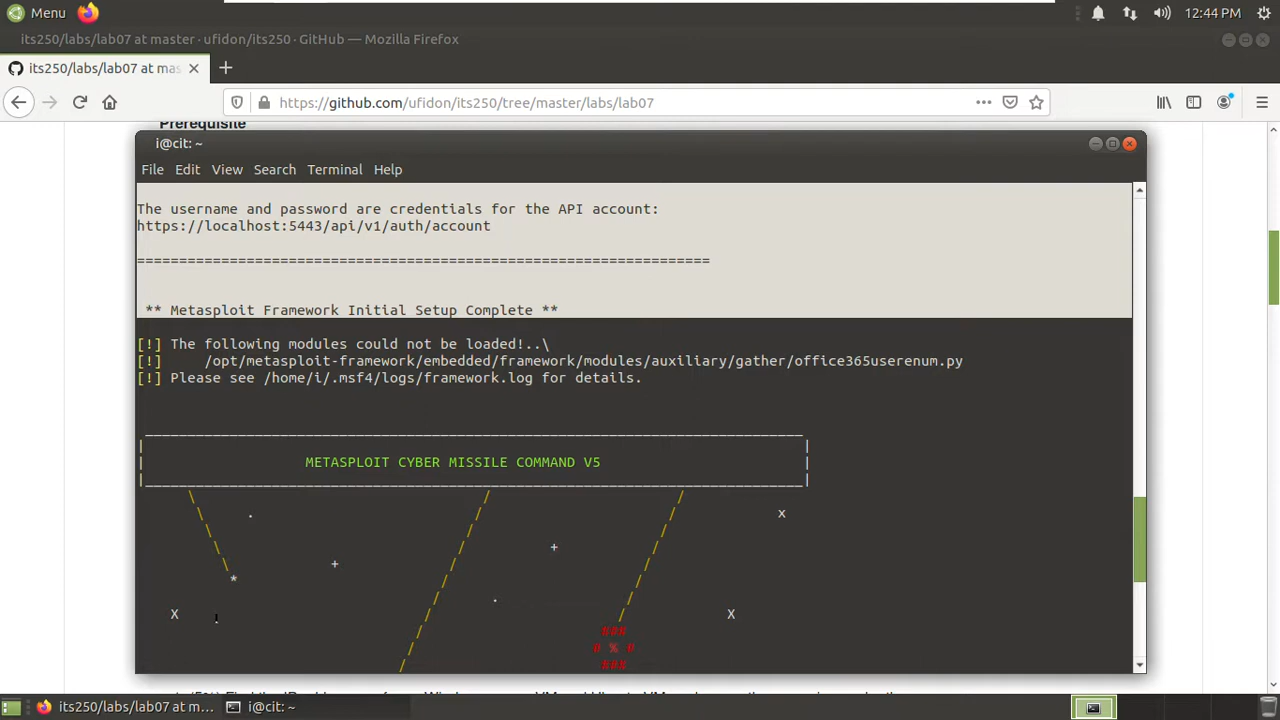 Menu
12:44 PM
its250/labs/lab07 at master · ufidon/its250 · GitHub — Mozilla Firefox
its250/labs/lab07 at mas
https://github.com/ufidon/its250/tree/master/labs/lab07
Prerequisite
i@cit: ~
File Edit View Search Terminal Help
The username and password are credentials for the API account:
https://localhost:5443/api/v1/auth/account
====================================================================
** Metasploit Framework Initial Setup Complete **
[!] The following modules could not be loaded!..\
[!]     /opt/metasploit-framework/embedded/framework/modules/auxiliary/gather/office365userenum.py
[!] Please see /home/i/.msf4/logs/framework.log for details.
METASPLOIT CYBER MISSILE COMMAND V5
x
+
+
*
X
X
###
# % #
###
its250/labs/lab07 at m...
i@cit: ~